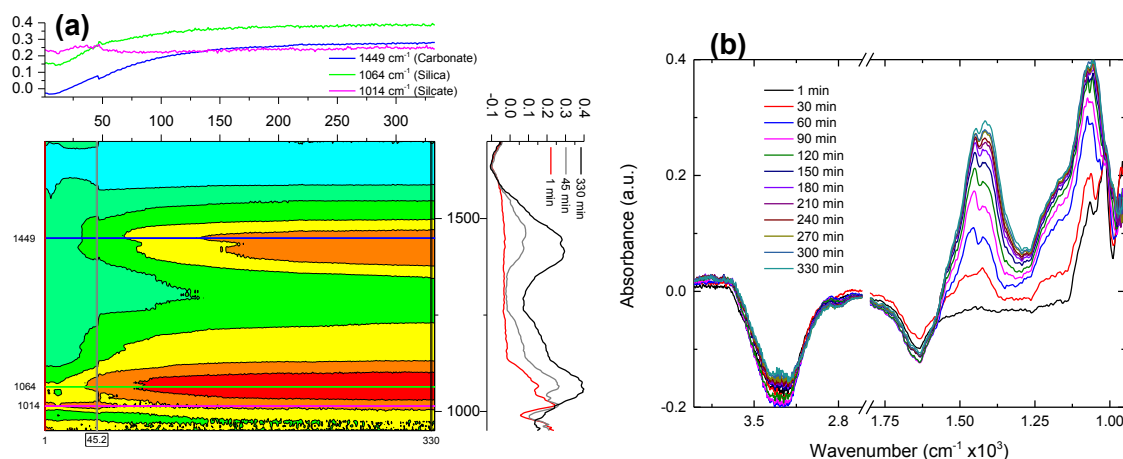 (a)
0.4
0.3
0.2
0.1
0.0
1449 cm⁻¹ (Carbonate)
1064 cm⁻¹ (Silica)
1014 cm⁻¹ (Silcate)
50 100 150 200 250 300
-0.1 0.0 0.1 0.2 0.3 0.4
330 min
45 min
1 min
1500
1000
1449
1064
1014
1 45.2 330
(b)
1 min
30 min
60 min
90 min
120 min
150 min
180 min
210 min
240 min
270 min
300 min
330 min
Absorbance (a.u.)
0.4
0.2
0.0
-0.2
3.5 2.8 1.75 1.50 1.25 1.00
Wavenumber (cm⁻¹ x10³)